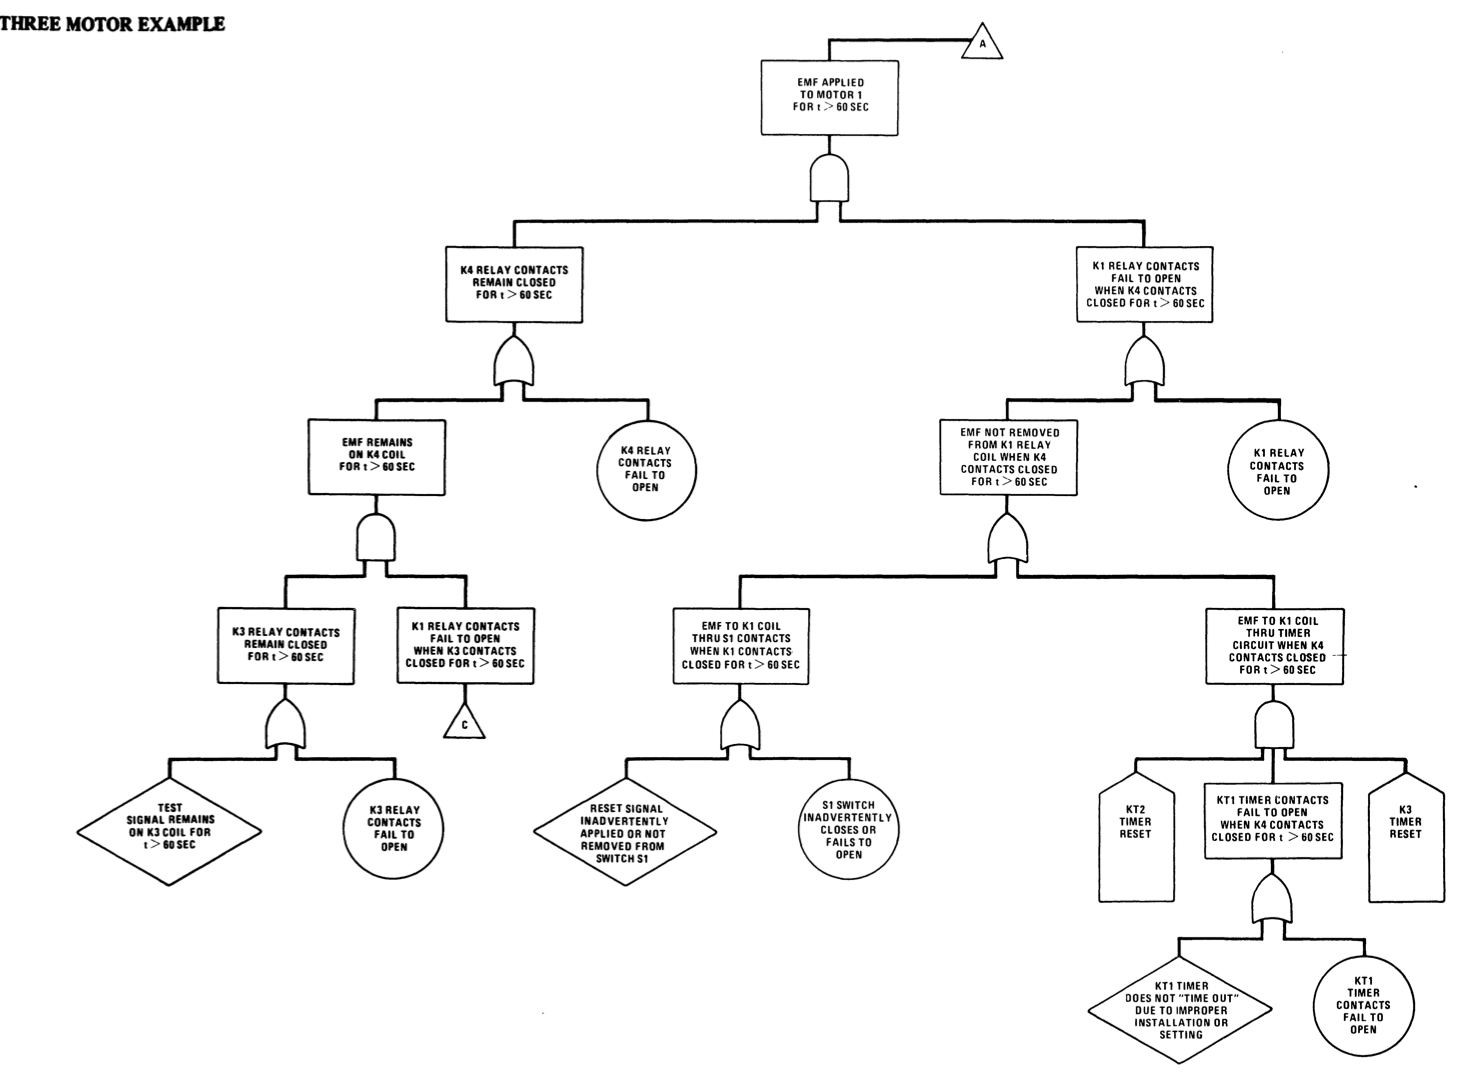 THREE MOTOR EXAMPLE
A
EMF APPLIED
TO MOTOR 1
FOR t > 60 SEC
K4 RELAY CONTACTS
REMAIN CLOSED
FOR t > 60 SEC
K1 RELAY CONTACTS
FAIL TO OPEN
WHEN K4 CONTACTS
CLOSED FOR t > 60 SEC
EMF REMAINS
ON K4 COIL
FOR t > 60 SEC
K4 RELAY
CONTACTS
FAIL TO
OPEN
EMF NOT REMOVED
FROM K1 RELAY
COIL WHEN K4
CONTACTS CLOSED
FOR t > 60 SEC
K1 RELAY
CONTACTS
FAIL TO
OPEN
K3 RELAY CONTACTS
REMAIN CLOSED
FOR t > 60 SEC
K1 RELAY CONTACTS
FAIL TO OPEN
WHEN K3 CONTACTS
CLOSED FOR t > 60 SEC
C
EMF TO K1 COIL
THRU S1 CONTACTS
WHEN K1 CONTACTS
CLOSED FOR t > 60 SEC
EMF TO K1 COIL
THRU TIMER
CIRCUIT WHEN K4
CONTACTS CLOSED
FOR t > 60 SEC
TEST
SIGNAL REMAINS
ON K3 COIL FOR
t > 60 SEC
K3 RELAY
CONTACTS
FAIL TO
OPEN
RESET SIGNAL
INADVERTENTLY
APPLIED OR NOT
REMOVED FROM
SWITCH S1
S1 SWITCH
INADVERTENTLY
CLOSES OR
FAILS TO
OPEN
KT2
TIMER
RESET
KT1 TIMER CONTACTS
FAIL TO OPEN
WHEN K4 CONTACTS
CLOSED FOR t > 60 SEC
K3
TIMER
RESET
KT1 TIMER
DOES NOT "TIME OUT"
DUE TO IMPROPER
INSTALLATION OR
SETTING
KT1
TIMER
CONTACTS
FAIL TO
OPEN